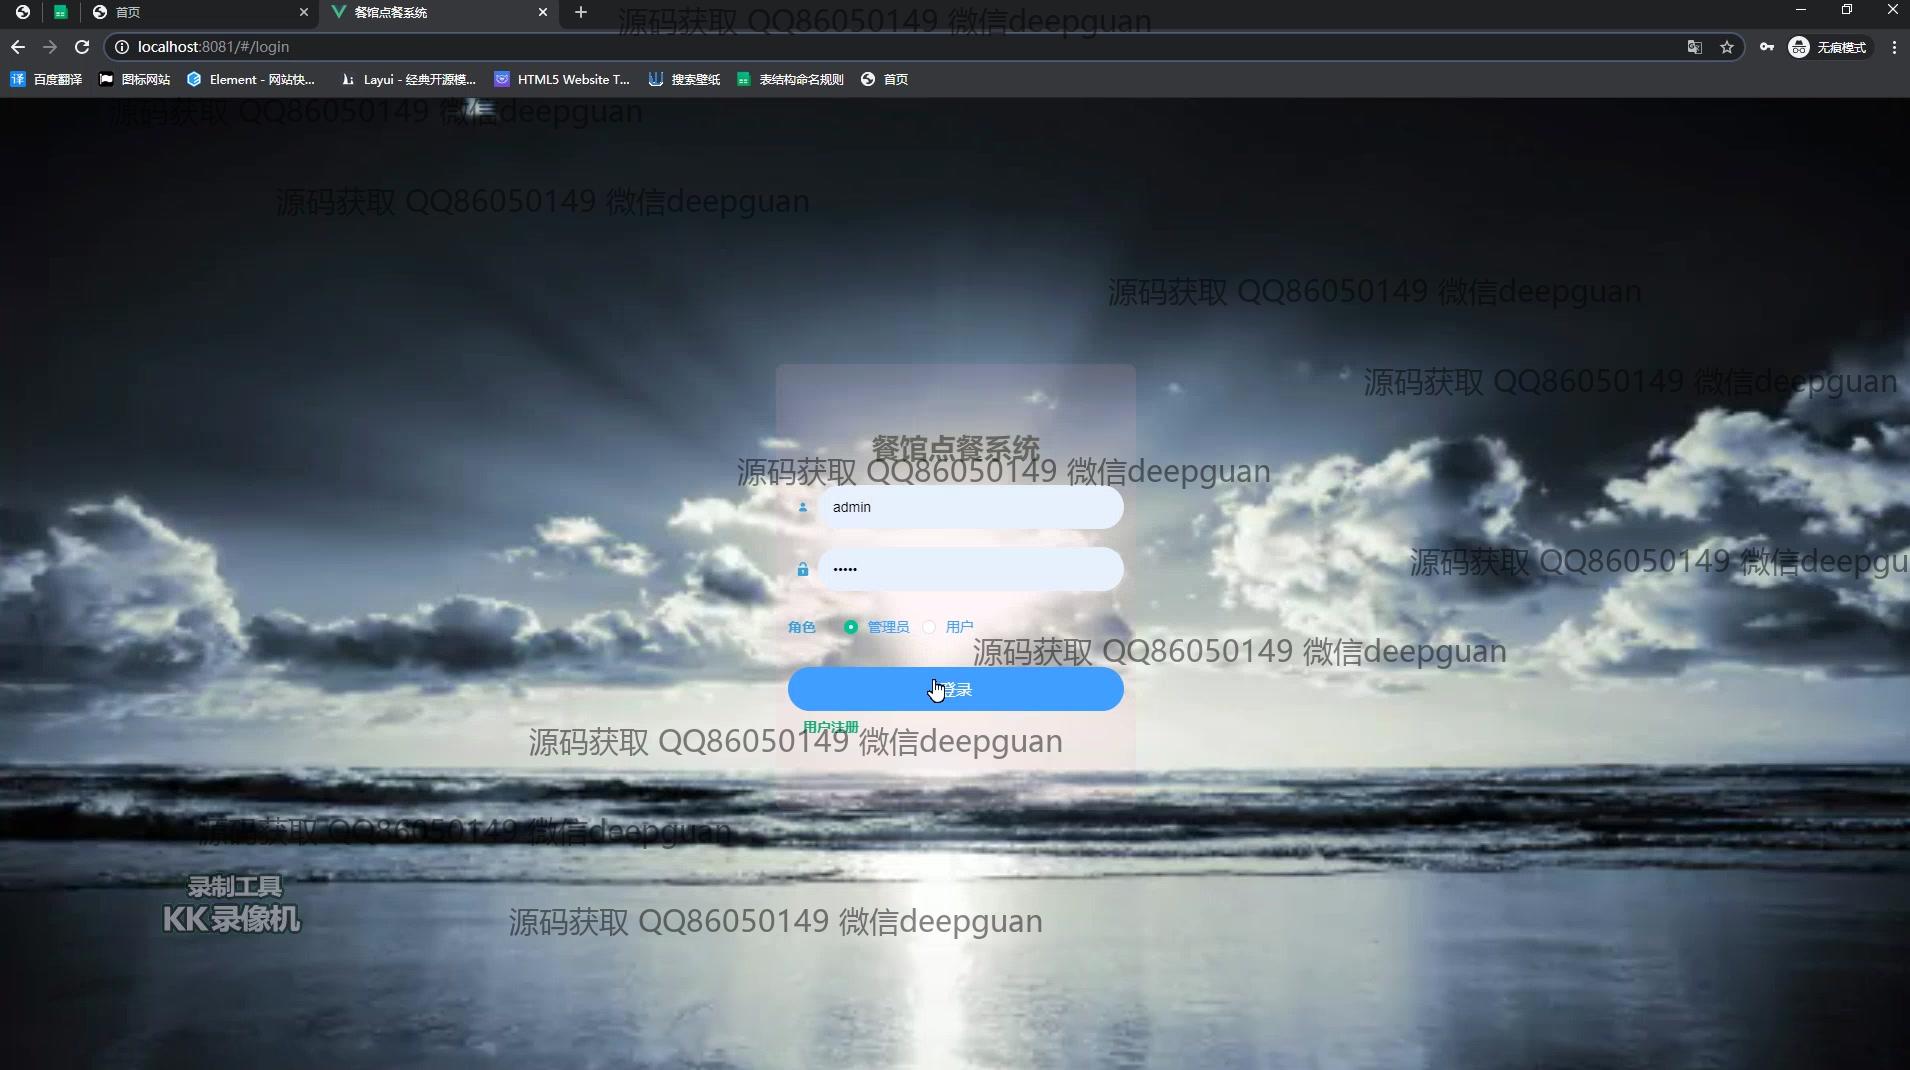 首页
餐馆点餐系统
源码获取 QQ86050149 微信deepguan
localhost:8081/#/login
无痕模式
百度翻译
图标网站
Element - 网站快...
Layui - 经典开源模...
HTML5 Website T...
搜索壁纸
表结构命名规则
首页
源码获取 QQ86050149 微信deepguan
源码获取 QQ86050149 微信deepguan
源码获取 QQ86050149 微信deepguan
源码获取 QQ86050149 微信deepguan
餐馆点餐系统
源码获取 QQ86050149 微信deepguan
admin
•••••
源码获取 QQ86050149 微信deepgu
角色 管理员 用户
源码获取 QQ86050149 微信deepguan
登录
用户注册
源码获取 QQ86050149 微信deepguan
源码获取 QQ86050149 微信deepguan
录制工具
KK录像机
源码获取 QQ86050149 微信deepguan